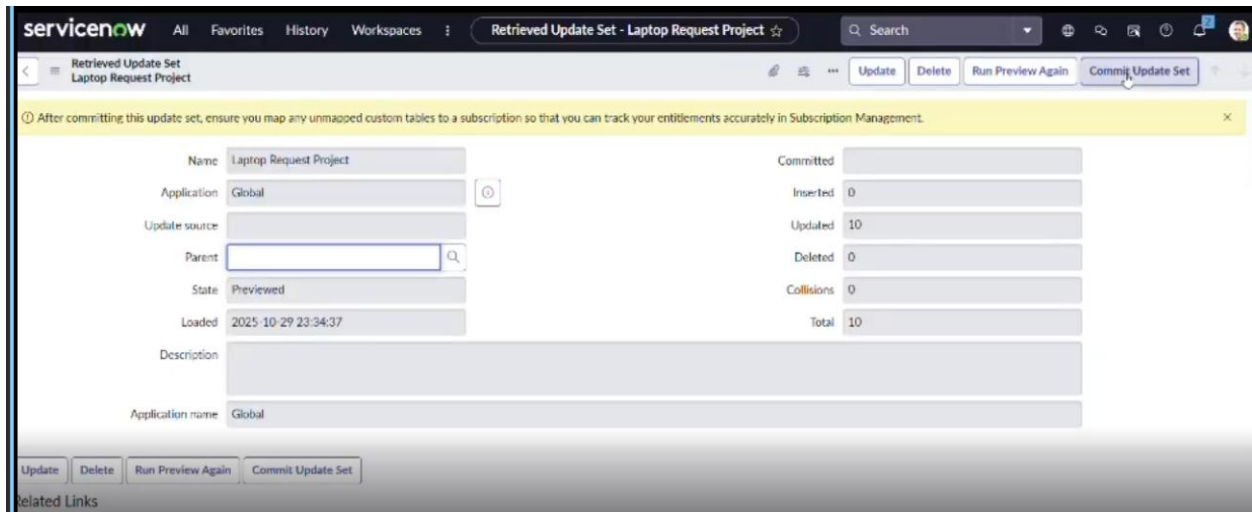 servicenow All Favorites History Workspaces Retrieved Update Set - Laptop Request Project Search 2
Retrieved Update Set
Laptop Request Project
Update Delete Run Preview Again Commit Update Set
After committing this update set, ensure you map any unmapped custom tables to a subscription so that you can track your entitlements accurately in Subscription Management.
Name Laptop Request Project Committed
Application Global Inserted 0
Update source Updated 10
Parent Deleted 0
State Previewed Collisions 0
Loaded 2025-10-29 23:34:37 Total 10
Description
Application name Global
Update Delete Run Preview Again Commit Update Set
Related Links